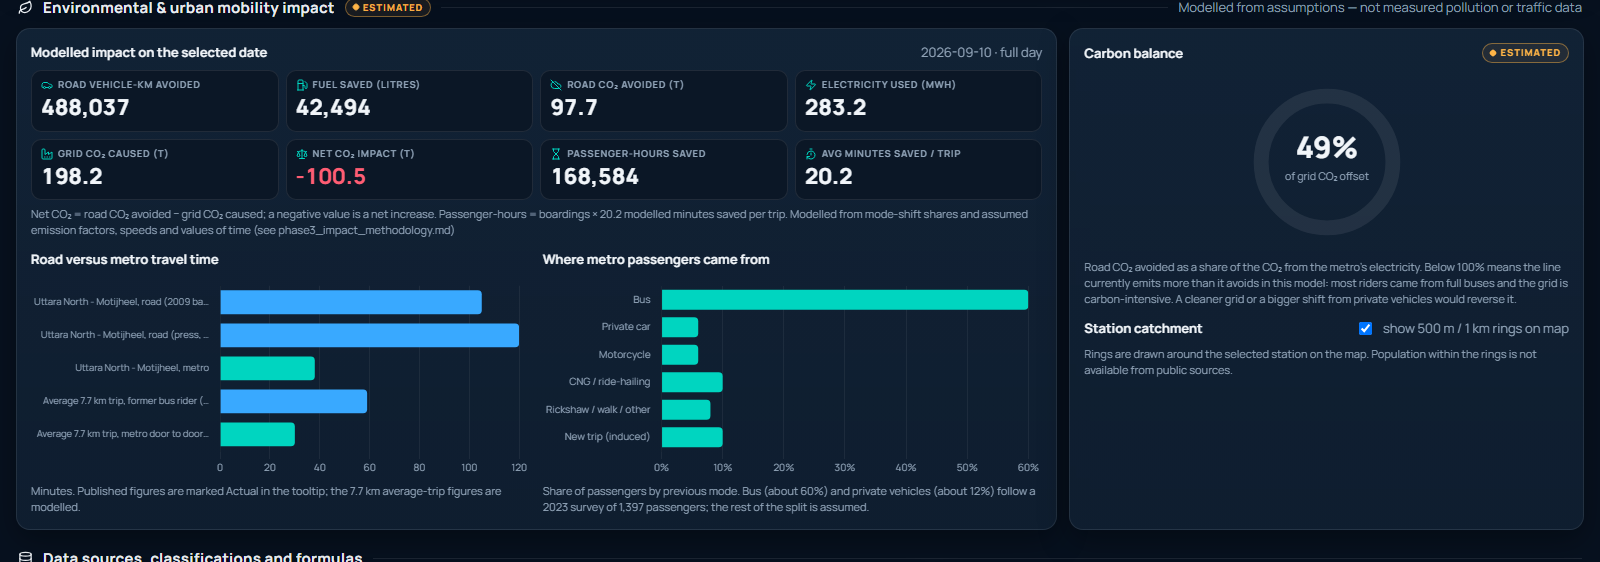 Environmental & urban mobility impact
ESTIMATED
Modelled from assumptions — not measured pollution or traffic data
Modelled impact on the selected date
2026-09-10 · full day
ROAD VEHICLE-KM AVOIDED
488,037
FUEL SAVED (LITRES)
42,494
ROAD CO₂ AVOIDED (T)
97.7
ELECTRICITY USED (MWH)
283.2
GRID CO₂ CAUSED (T)
198.2
NET CO₂ IMPACT (T)
-100.5
PASSENGER-HOURS SAVED
168,584
AVG MINUTES SAVED / TRIP
20.2
Net CO₂ = road CO₂ avoided − grid CO₂ caused; a negative value is a net increase. Passenger-hours = boardings × 20.2 modelled minutes saved per trip. Modelled from mode-shift shares and assumed
emission factors, speeds and values of time (see phase3_impact_methodology.md)
Road versus metro travel time
Uttara North - Motijheel, road (2009 ba…
Uttara North - Motijheel, road (press, …
Uttara North - Motijheel, metro
Average 7.7 km trip, former bus rider (…
Average 7.7 km trip, metro door to door…
0 20 40 60 80 100 120
Minutes. Published figures are marked Actual in the tooltip; the 7.7 km average-trip figures are
modelled.
Where metro passengers came from
Bus
Private car
Motorcycle
CNG / ride-hailing
Rickshaw / walk / other
New trip (induced)
0% 10% 20% 30% 40% 50% 60%
Share of passengers by previous mode. Bus (about 60%) and private vehicles (about 12%) follow a
2023 survey of 1,397 passengers; the rest of the split is assumed.
Carbon balance
ESTIMATED
49%
of grid CO₂ offset
Road CO₂ avoided as a share of the CO₂ from the metro's electricity. Below 100% means the line
currently emits more than it avoids in this model: most riders came from full buses and the grid is
carbon-intensive. A cleaner grid or a bigger shift from private vehicles would reverse it.
Station catchment
show 500 m / 1 km rings on map
Rings are drawn around the selected station on the map. Population within the rings is not
available from public sources.
Data sources, classifications and formulas